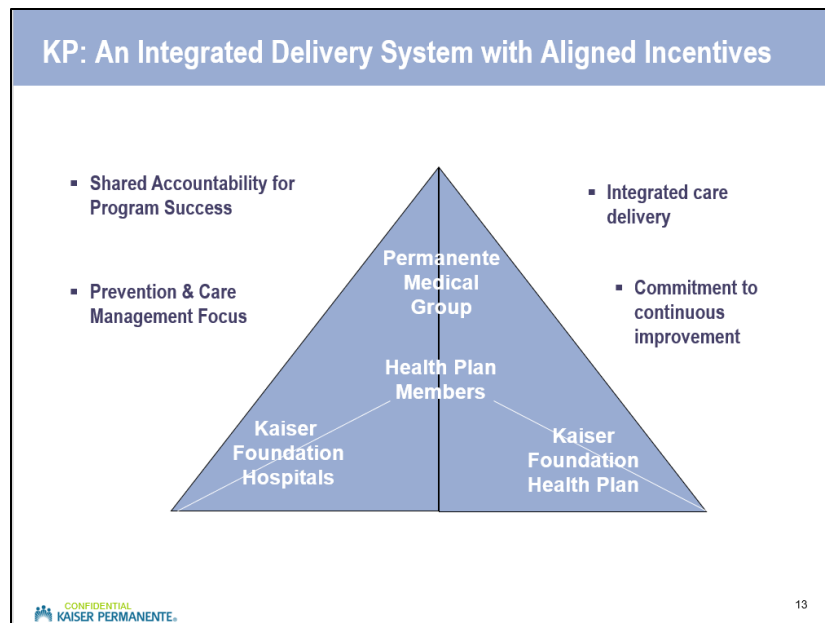 KP: An Integrated Delivery System with Aligned Incentives
▪ Shared Accountability for
Program Success
▪ Prevention & Care
Management Focus
▪ Integrated care
delivery
▪ Commitment to
continuous
improvement
Permanente
Medical
Group
Health Plan
Members
Kaiser
Foundation
Hospitals
Kaiser
Foundation
Health Plan
CONFIDENTIAL
KAISER PERMANENTE®
13